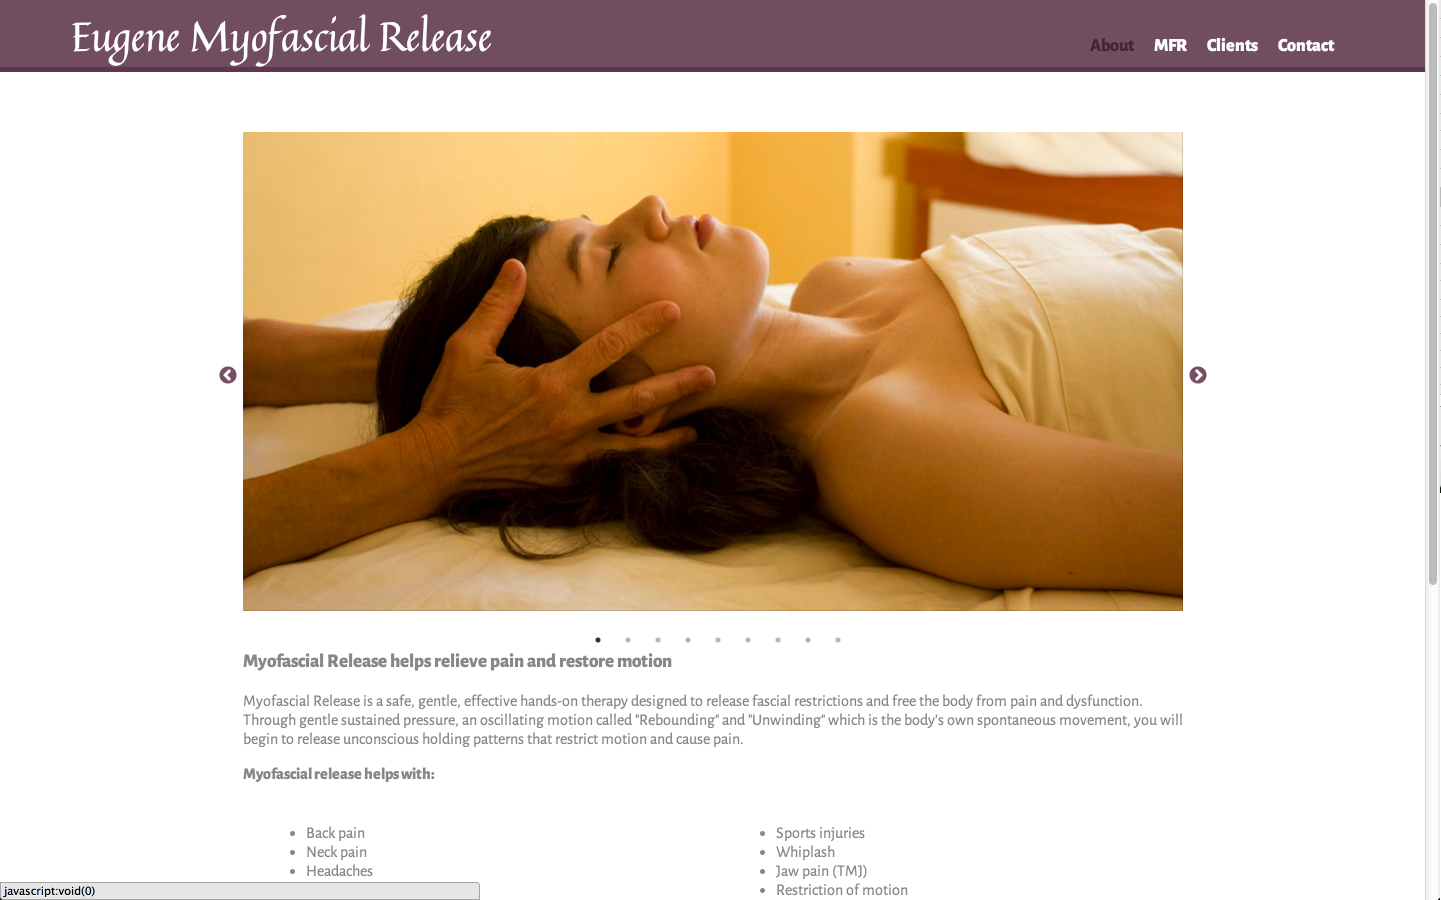 Eugene Myofascial Release
About MFR Clients Contact
Myofascial Release helps relieve pain and restore motion
Myofascial Release is a safe, gentle, effective hands-on therapy designed to release fascial restrictions and free the body from pain and dysfunction.
Through gentle sustained pressure, an oscillating motion called "Rebounding" and "Unwinding" which is the body's own spontaneous movement, you will
begin to release unconscious holding patterns that restrict motion and cause pain.
Myofascial release helps with:
Back pain
Neck pain
Headaches
Sports injuries
Whiplash
Jaw pain (TMJ)
Restriction of motion
javascript:void(0)